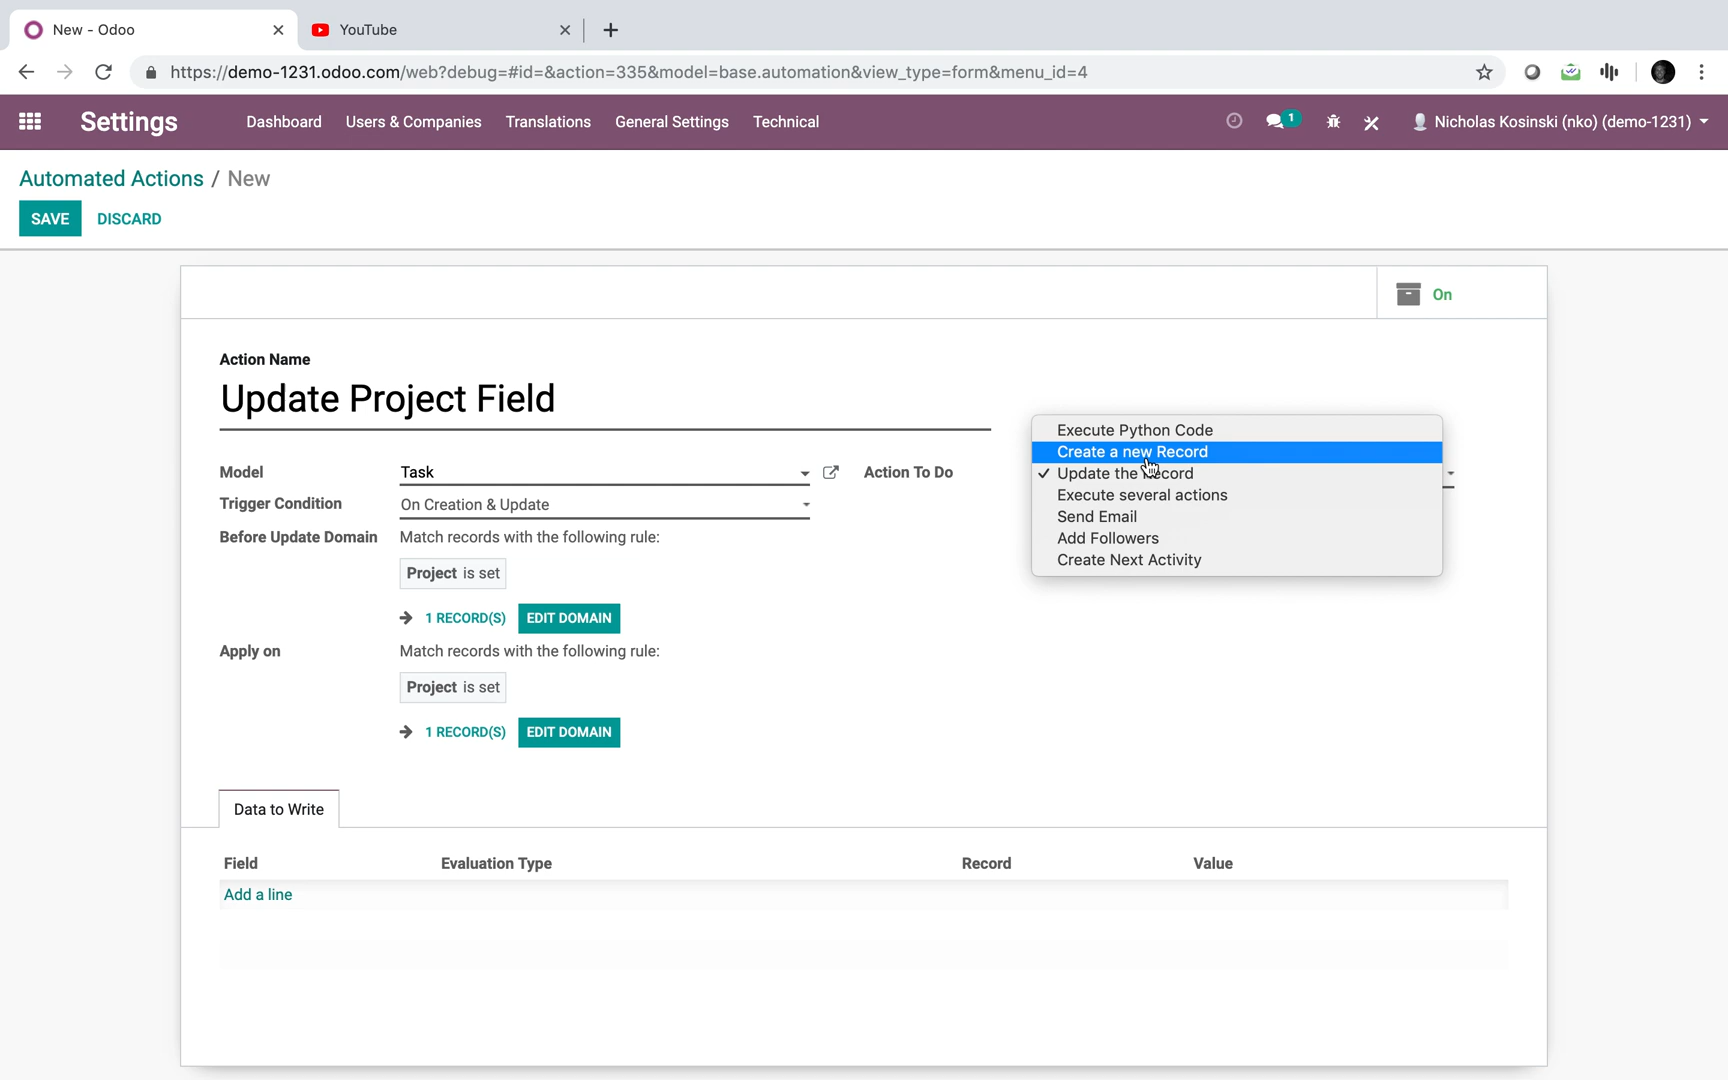 New - Odoo
YouTube
https://demo-1231.odoo.com/web?debug=#id=&action=335&model=base.automation&view_type=form&menu_id=4
Settings Dashboard Users & Companies Translations General Settings Technical 1 Nicholas Kosinski (nko) (demo-1231)
Automated Actions / New
SAVE DISCARD
On
Action Name
Update Project Field
Model Task Action To Do
Trigger Condition On Creation & Update
Before Update Domain Match records with the following rule:
Project is set
1 RECORD(S) EDIT DOMAIN
Apply on Match records with the following rule:
Project is set
1 RECORD(S) EDIT DOMAIN
Execute Python Code
Create a new Record
Update the Record
Execute several actions
Send Email
Add Followers
Create Next Activity
Data to Write
Field Evaluation Type Record Value
Add a line